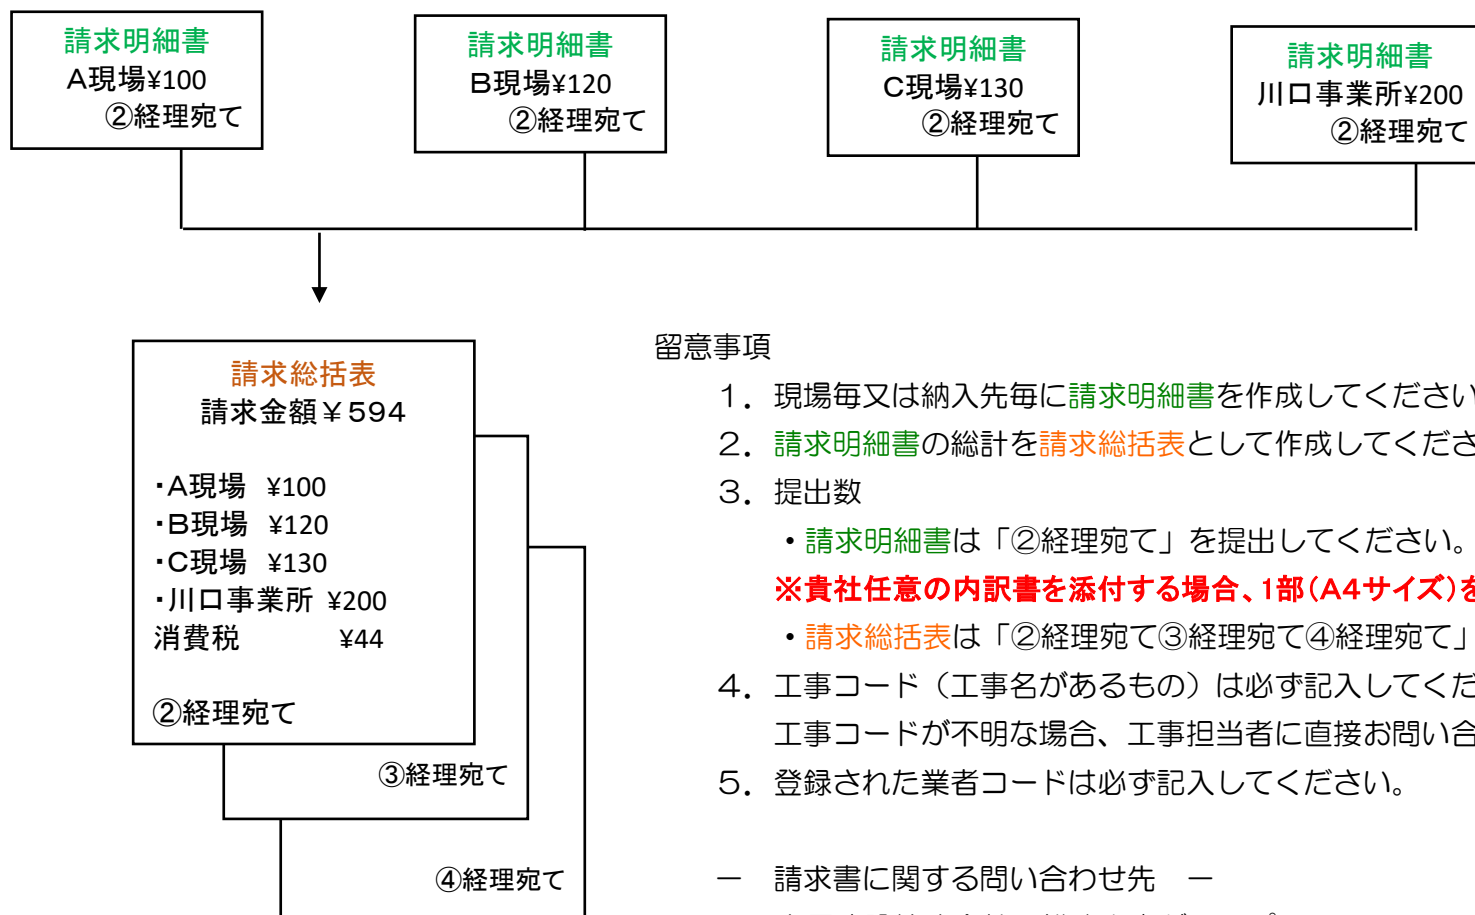 請求明細書
A現場¥100
②経理宛て
請求明細書
B現場¥120
②経理宛て
請求明細書
C現場¥130
②経理宛て
請求明細書
川口事業所¥200
②経理宛て
請求総括表
請求金額￥594
・A現場 ¥100
・B現場 ¥120
・C現場 ¥130
・川口事業所 ¥200
消費税 ¥44
②経理宛て
③経理宛て
④経理宛て
留意事項
１．現場毎又は納入先毎に請求明細書を作成してください
２．請求明細書の総計を請求総括表として作成してくださ
３．提出数
・請求明細書は「②経理宛て」を提出してください。
※貴社任意の内訳書を添付する場合、1部（A4サイズ）を
・請求総括表は「②経理宛て③経理宛て④経理宛て」
４．工事コード（工事名があるもの）は必ず記入してくだ
工事コードが不明な場合、工事担当者に直接お問い合
５．登録された業者コードは必ず記入してください。
－ 請求書に関する問い合わせ先 －